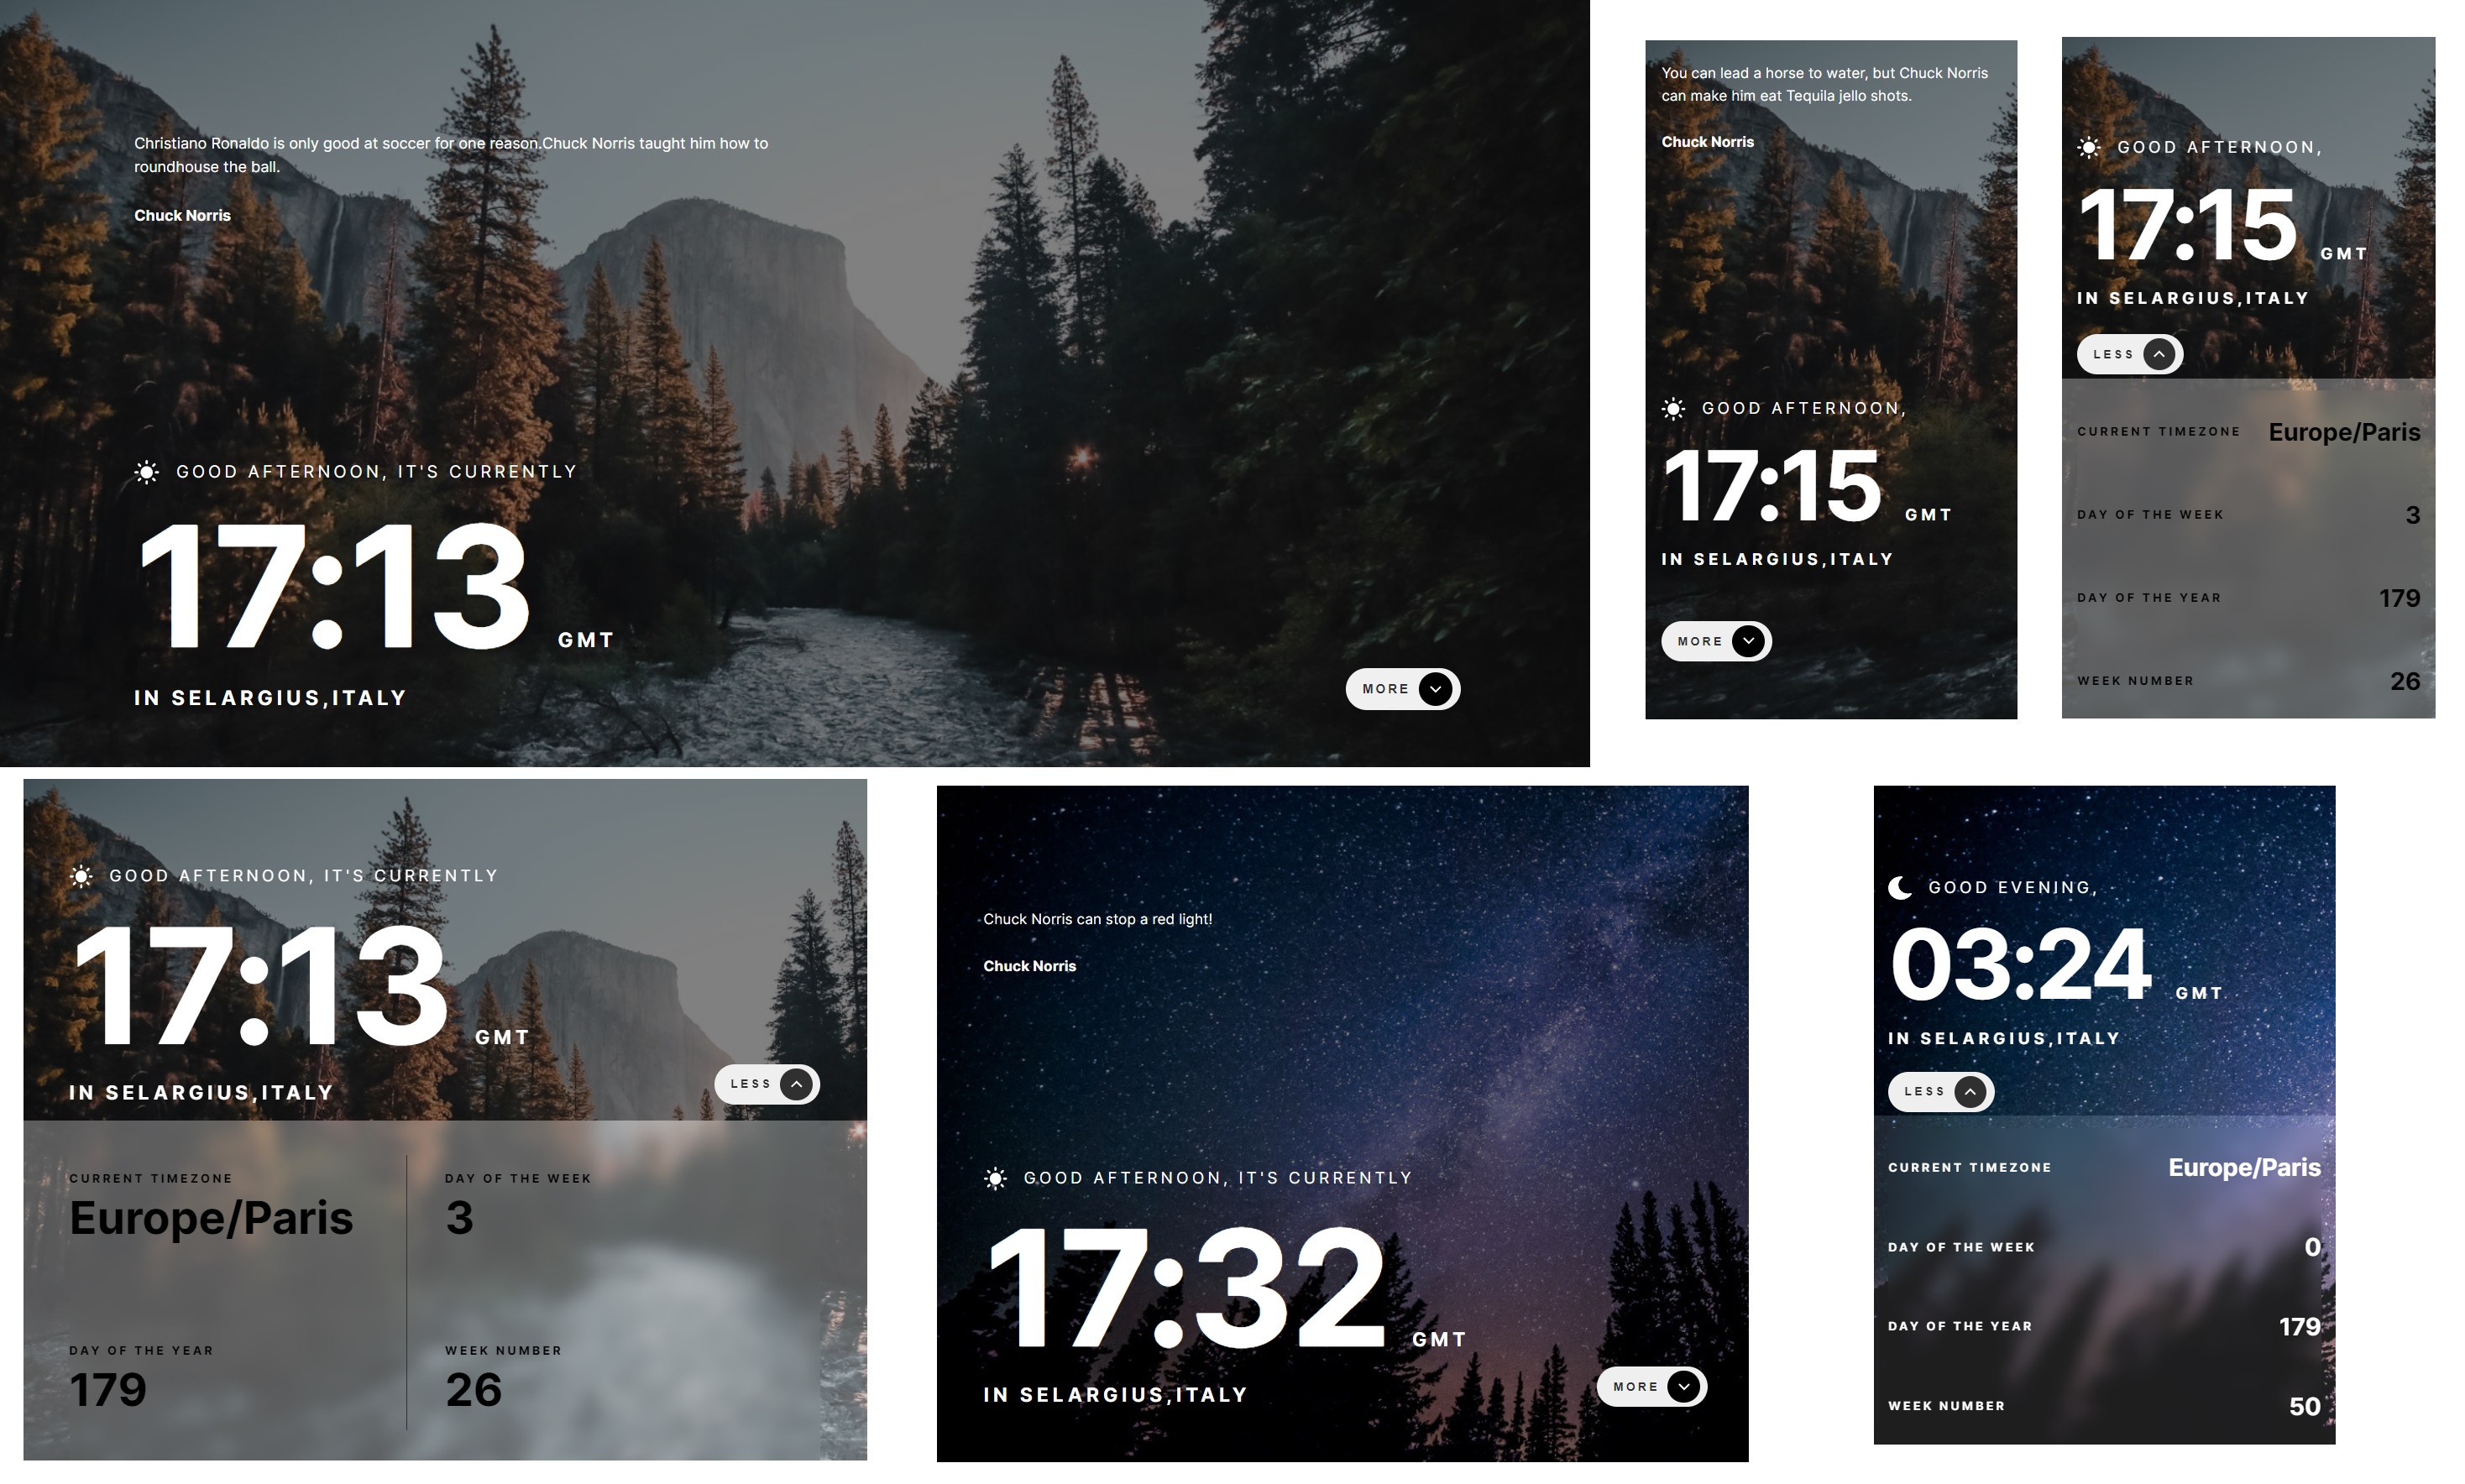 Christiano Ronaldo is only good at soccer for one reason.Chuck Norris taught him how to
roundhouse the ball.
Chuck Norris
GOOD AFTERNOON, IT'S CURRENTLY
17:13 GMT
IN SELARGIUS,ITALY
MORE
You can lead a horse to water, but Chuck Norris
can make him eat Tequila jello shots.
Chuck Norris
GOOD AFTERNOON,
17:15 GMT
IN SELARGIUS,ITALY
MORE
GOOD AFTERNOON,
17:15 GMT
IN SELARGIUS,ITALY
LESS
CURRENT TIMEZONE Europe/Paris
DAY OF THE WEEK 3
DAY OF THE YEAR 179
WEEK NUMBER 26
GOOD AFTERNOON, IT'S CURRENTLY
17:13 GMT
IN SELARGIUS,ITALY
LESS
CURRENT TIMEZONE
Europe/Paris
DAY OF THE WEEK
3
DAY OF THE YEAR
179
WEEK NUMBER
26
Chuck Norris can stop a red light!
Chuck Norris
GOOD AFTERNOON, IT'S CURRENTLY
17:32 GMT
IN SELARGIUS,ITALY
MORE
GOOD EVENING,
03:24 GMT
IN SELARGIUS,ITALY
LESS
CURRENT TIMEZONE Europe/Paris
DAY OF THE WEEK 0
DAY OF THE YEAR 179
WEEK NUMBER 50